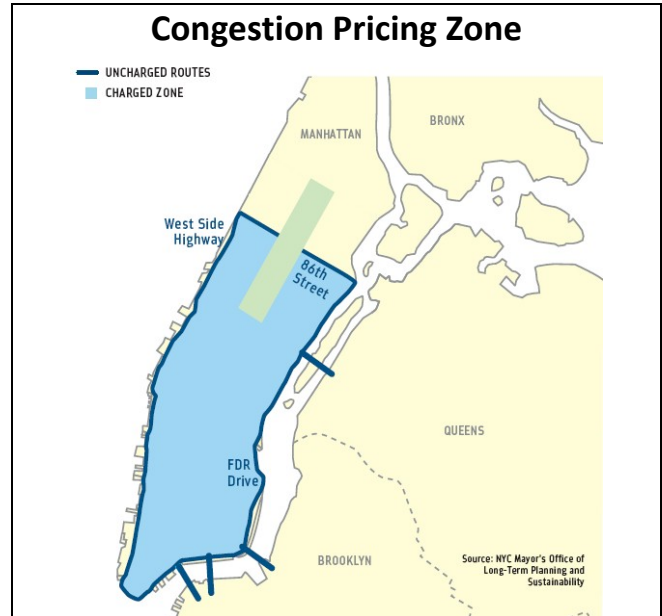 Congestion Pricing Zone
UNCHARGED ROUTES
CHARGED ZONE
BRONX
MANHATTAN
West Side
Highway
86th
Street
QUEENS
FDR
Drive
BROOKLYN
Source: NYC Mayor's Office of
Long-Term Planning and
Sustainability